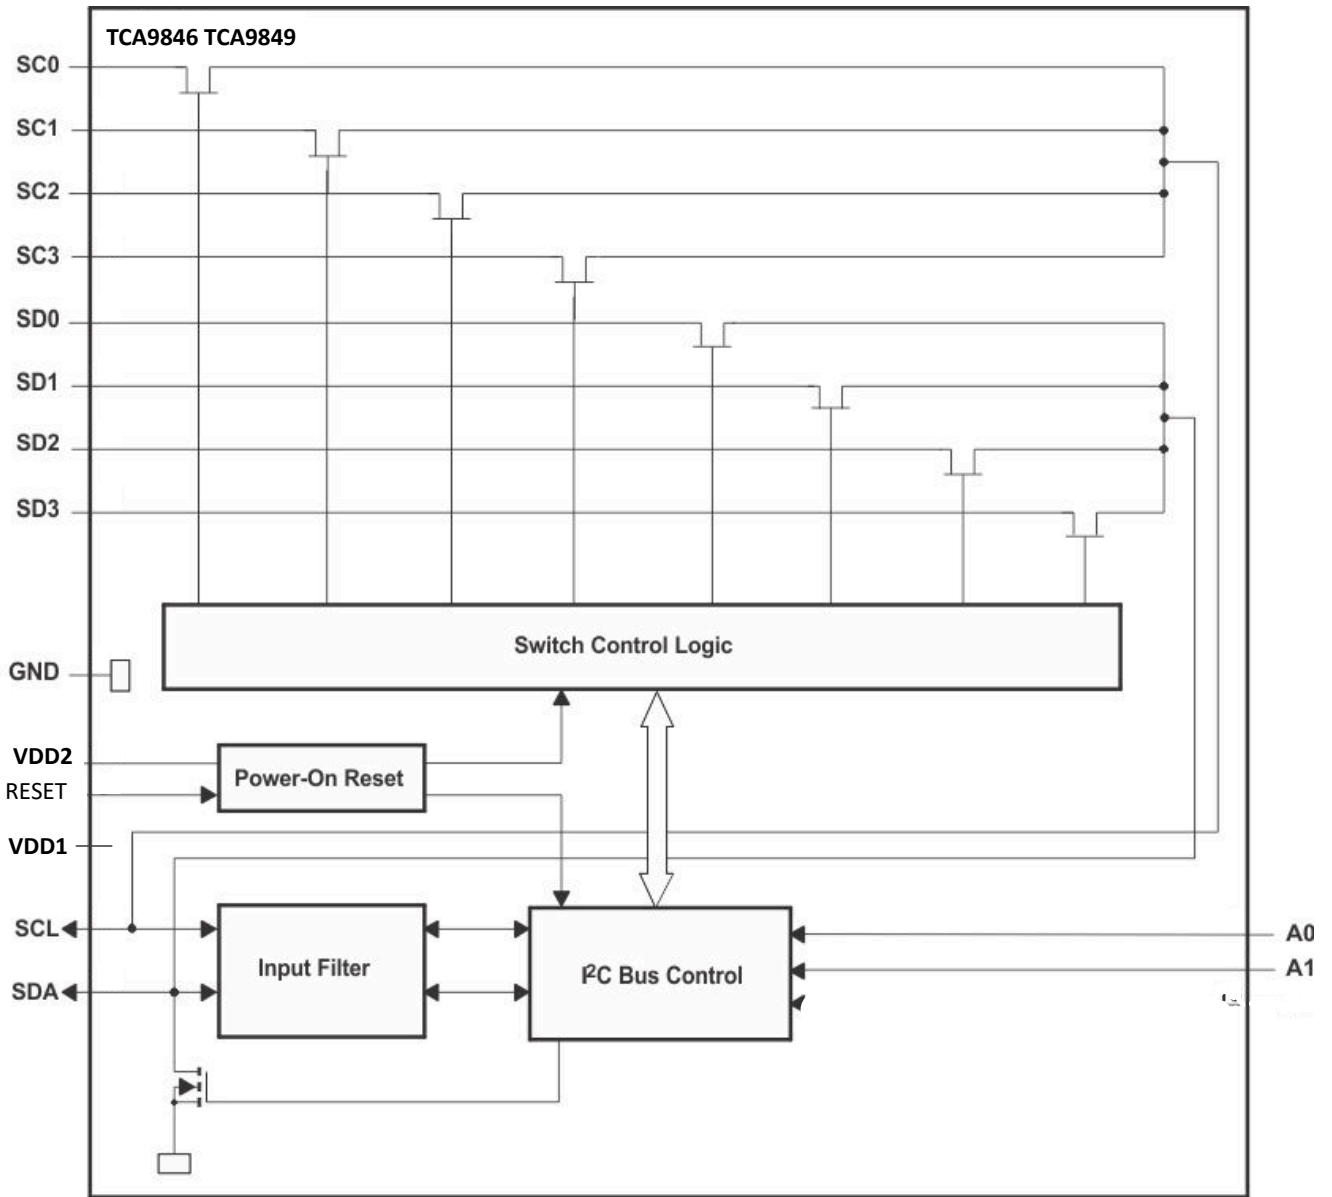 TCA9846 TCA9849
SC0
SC1
SC2
SC3
SD0
SD1
SD2
SD3
Switch Control Logic
GND
VDD2
Power-On Reset
RESET
VDD1
SCL
Input Filter
I²C Bus Control
A0
SDA
A1